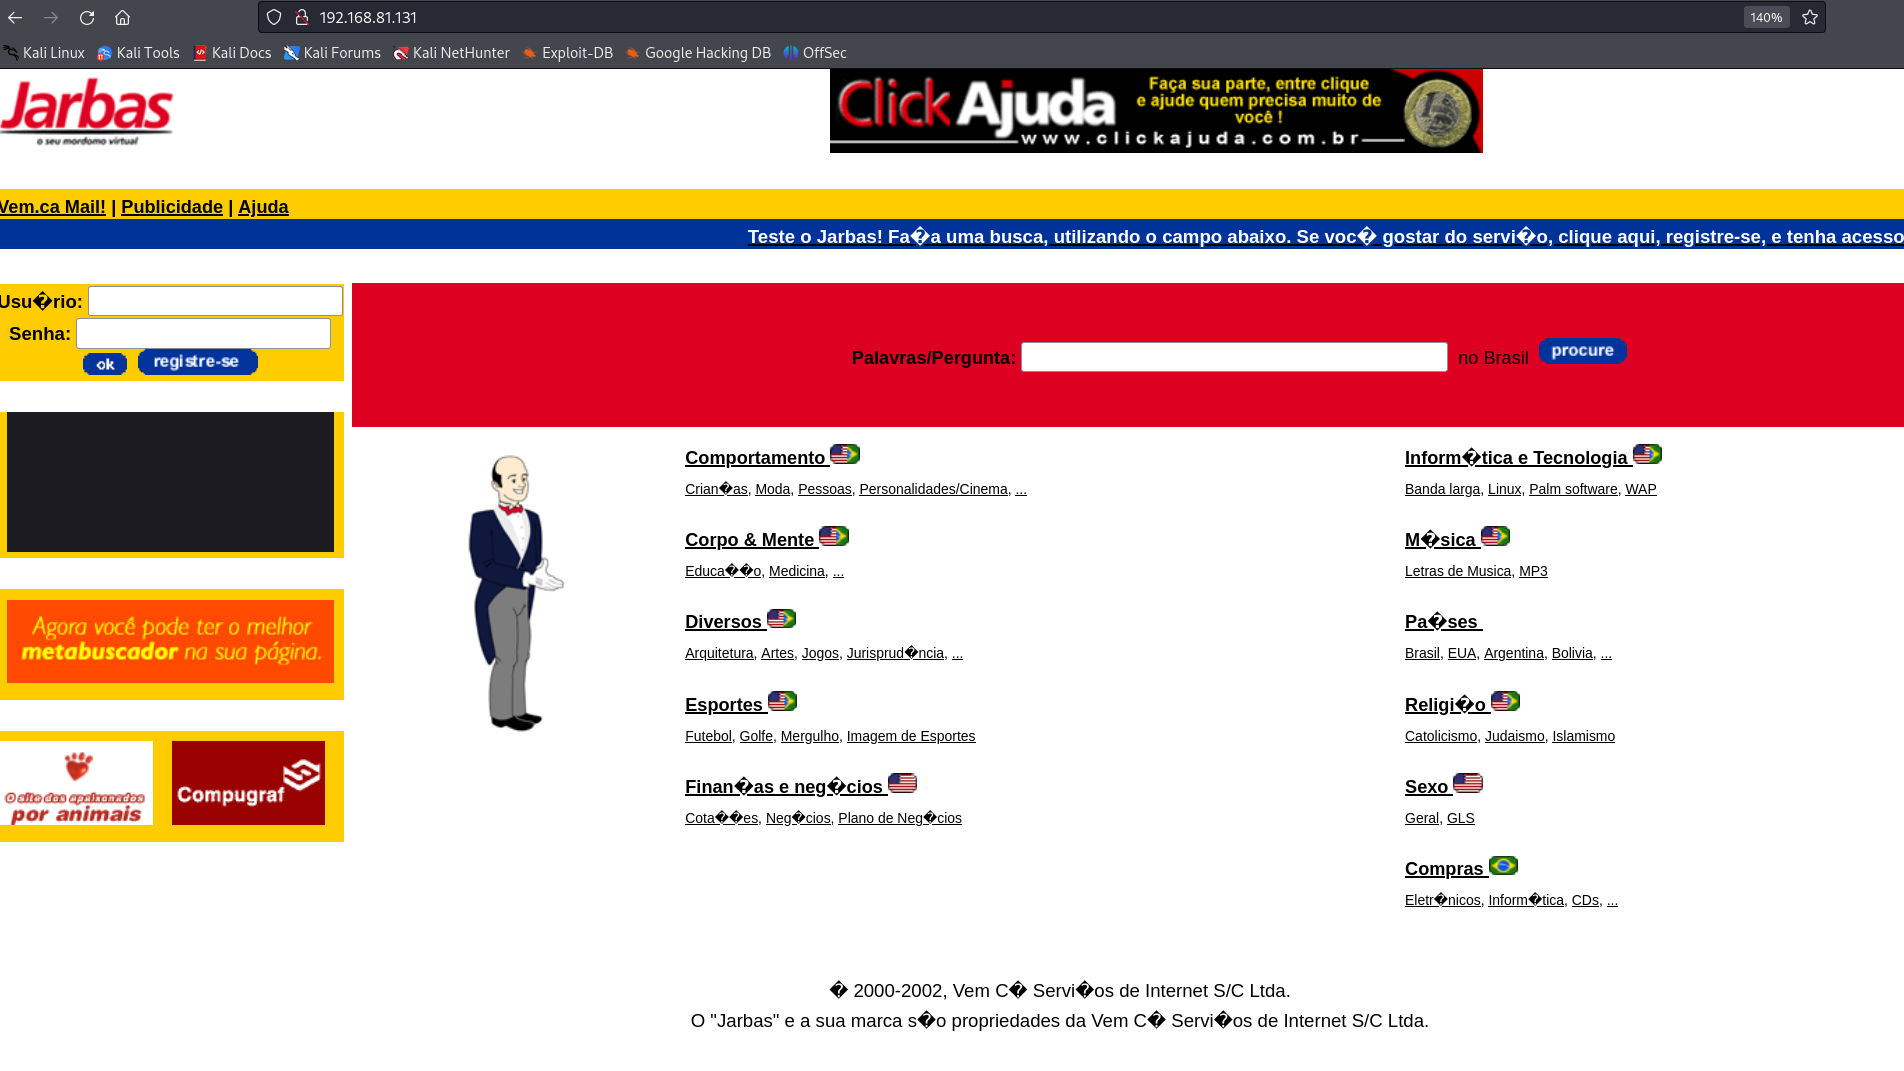 192.168.81.131
140%
Kali Linux Kali Tools Kali Docs Kali Forums Kali NetHunter Exploit-DB Google Hacking DB OffSec
Jarbas
o seu mordomo virtual
Click Ajuda
Faça sua parte, entre clique
e ajude quem precisa muito de
você !
www.clickajuda.com.br
Vem.ca Mail! | Publicidade | Ajuda
Teste o Jarbas! Fa�a uma busca, utilizando o campo abaixo. Se voc� gostar do servi�o, clique aqui, registre-se, e tenha acesso
Usu�rio:
Senha:
ok registre-se
Palavras/Pergunta: no Brasil procure
Agora você pode ter o melhor
metabuscador na sua página.
O site dos apaixonados
por animais
Compugraf
Comportamento
Crian�as, Moda, Pessoas, Personalidades/Cinema, ...
Corpo & Mente
Educa��o, Medicina, ...
Diversos
Arquitetura, Artes, Jogos, Jurisprud�ncia, ...
Esportes
Futebol, Golfe, Mergulho, Imagem de Esportes
Finan�as e neg�cios
Cota��es, Neg�cios, Plano de Neg�cios
Inform�tica e Tecnologia
Banda larga, Linux, Palm software, WAP
M�sica
Letras de Musica, MP3
Pa�ses
Brasil, EUA, Argentina, Bolivia, ...
Religi�o
Catolicismo, Judaismo, Islamismo
Sexo
Geral, GLS
Compras
Eletr�nicos, Inform�tica, CDs, ...
� 2000-2002, Vem C� Servi�os de Internet S/C Ltda.
O "Jarbas" e a sua marca s�o propriedades da Vem C� Servi�os de Internet S/C Ltda.